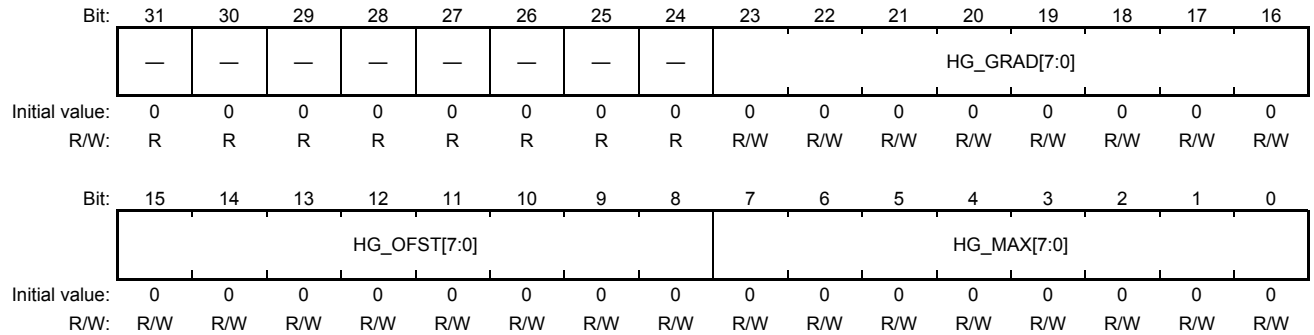 Bit: 31 30 29 28 27 26 25 24 23 22 21 20 19 18 17 16
— — — — — — — — HG_GRAD[7:0]
Initial value: 0 0 0 0 0 0 0 0 0 0 0 0 0 0 0 0
R/W: R R R R R R R R R/W R/W R/W R/W R/W R/W R/W R/W
Bit: 15 14 13 12 11 10 9 8 7 6 5 4 3 2 1 0
HG_OFST[7:0] HG_MAX[7:0]
Initial value: 0 0 0 0 0 0 0 0 0 0 0 0 0 0 0 0
R/W: R/W R/W R/W R/W R/W R/W R/W R/W R/W R/W R/W R/W R/W R/W R/W R/W